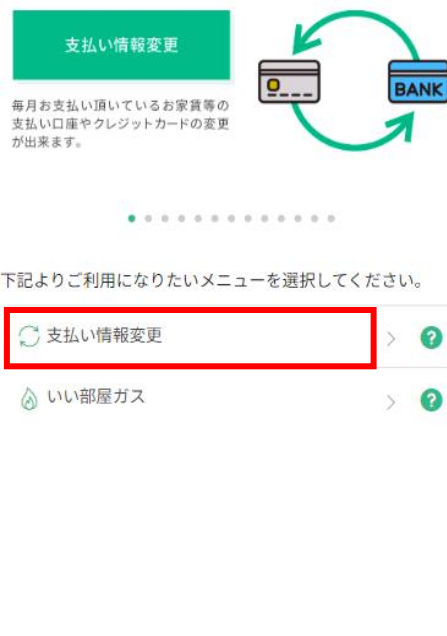 支払い情報変更
毎月お支払い頂いているお家賃等の
支払い口座やクレジットカードの変更
が出来ます。
BANK
下記よりご利用になりたいメニューを選択してください。
支払い情報変更
?
いい部屋ガス
?